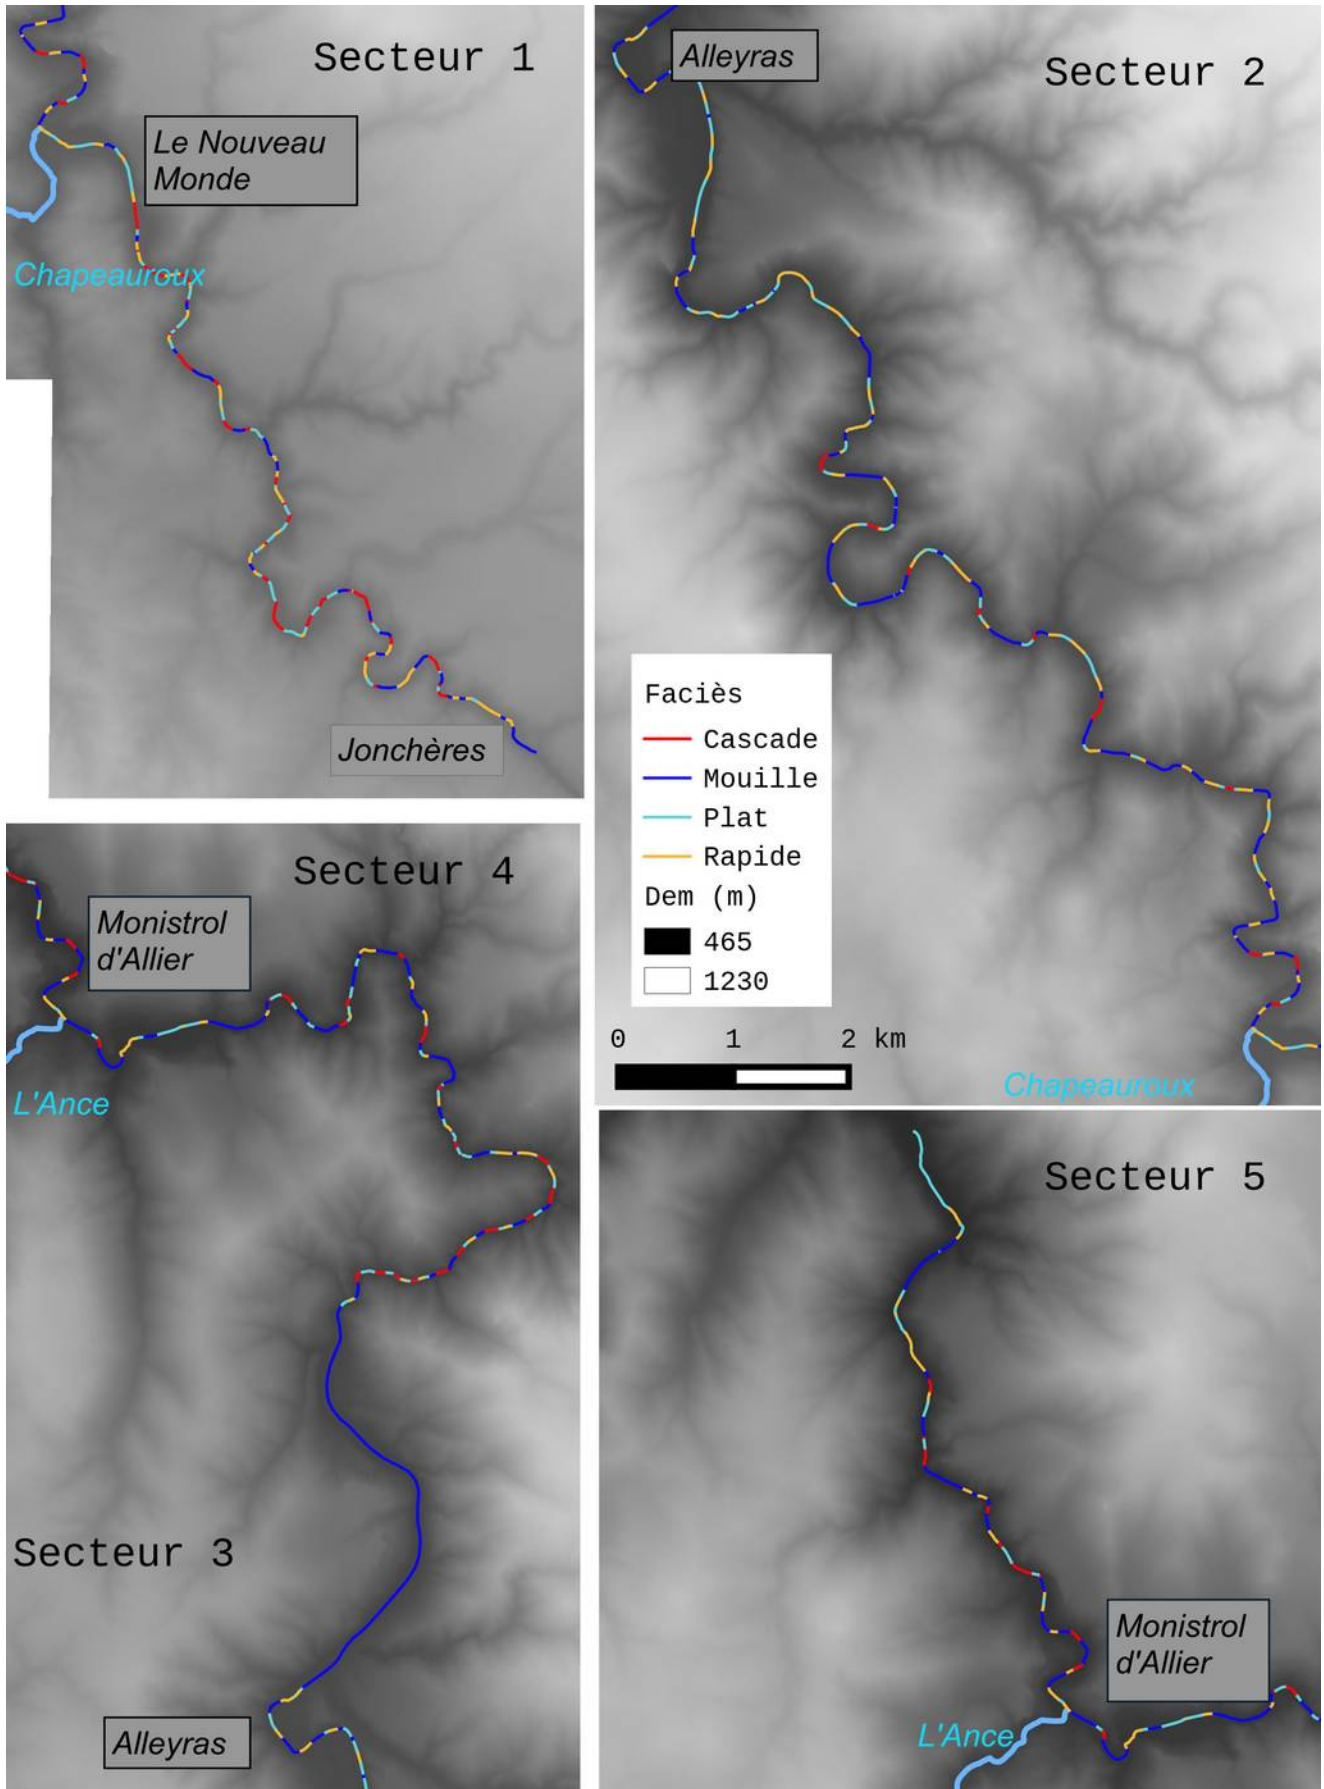 Secteur 1
Le Nouveau
Monde
Chapeauroux
Jonchères
Alleyras
Secteur 2
Faciès
Cascade
Mouille
Plat
Rapide
Dem (m)
465
1230
0 1 2 km
Chapeauroux
Secteur 4
Monistrol
d'Allier
L'Ance
Secteur 3
Alleyras
Secteur 5
Monistrol
d'Allier
L'Ance